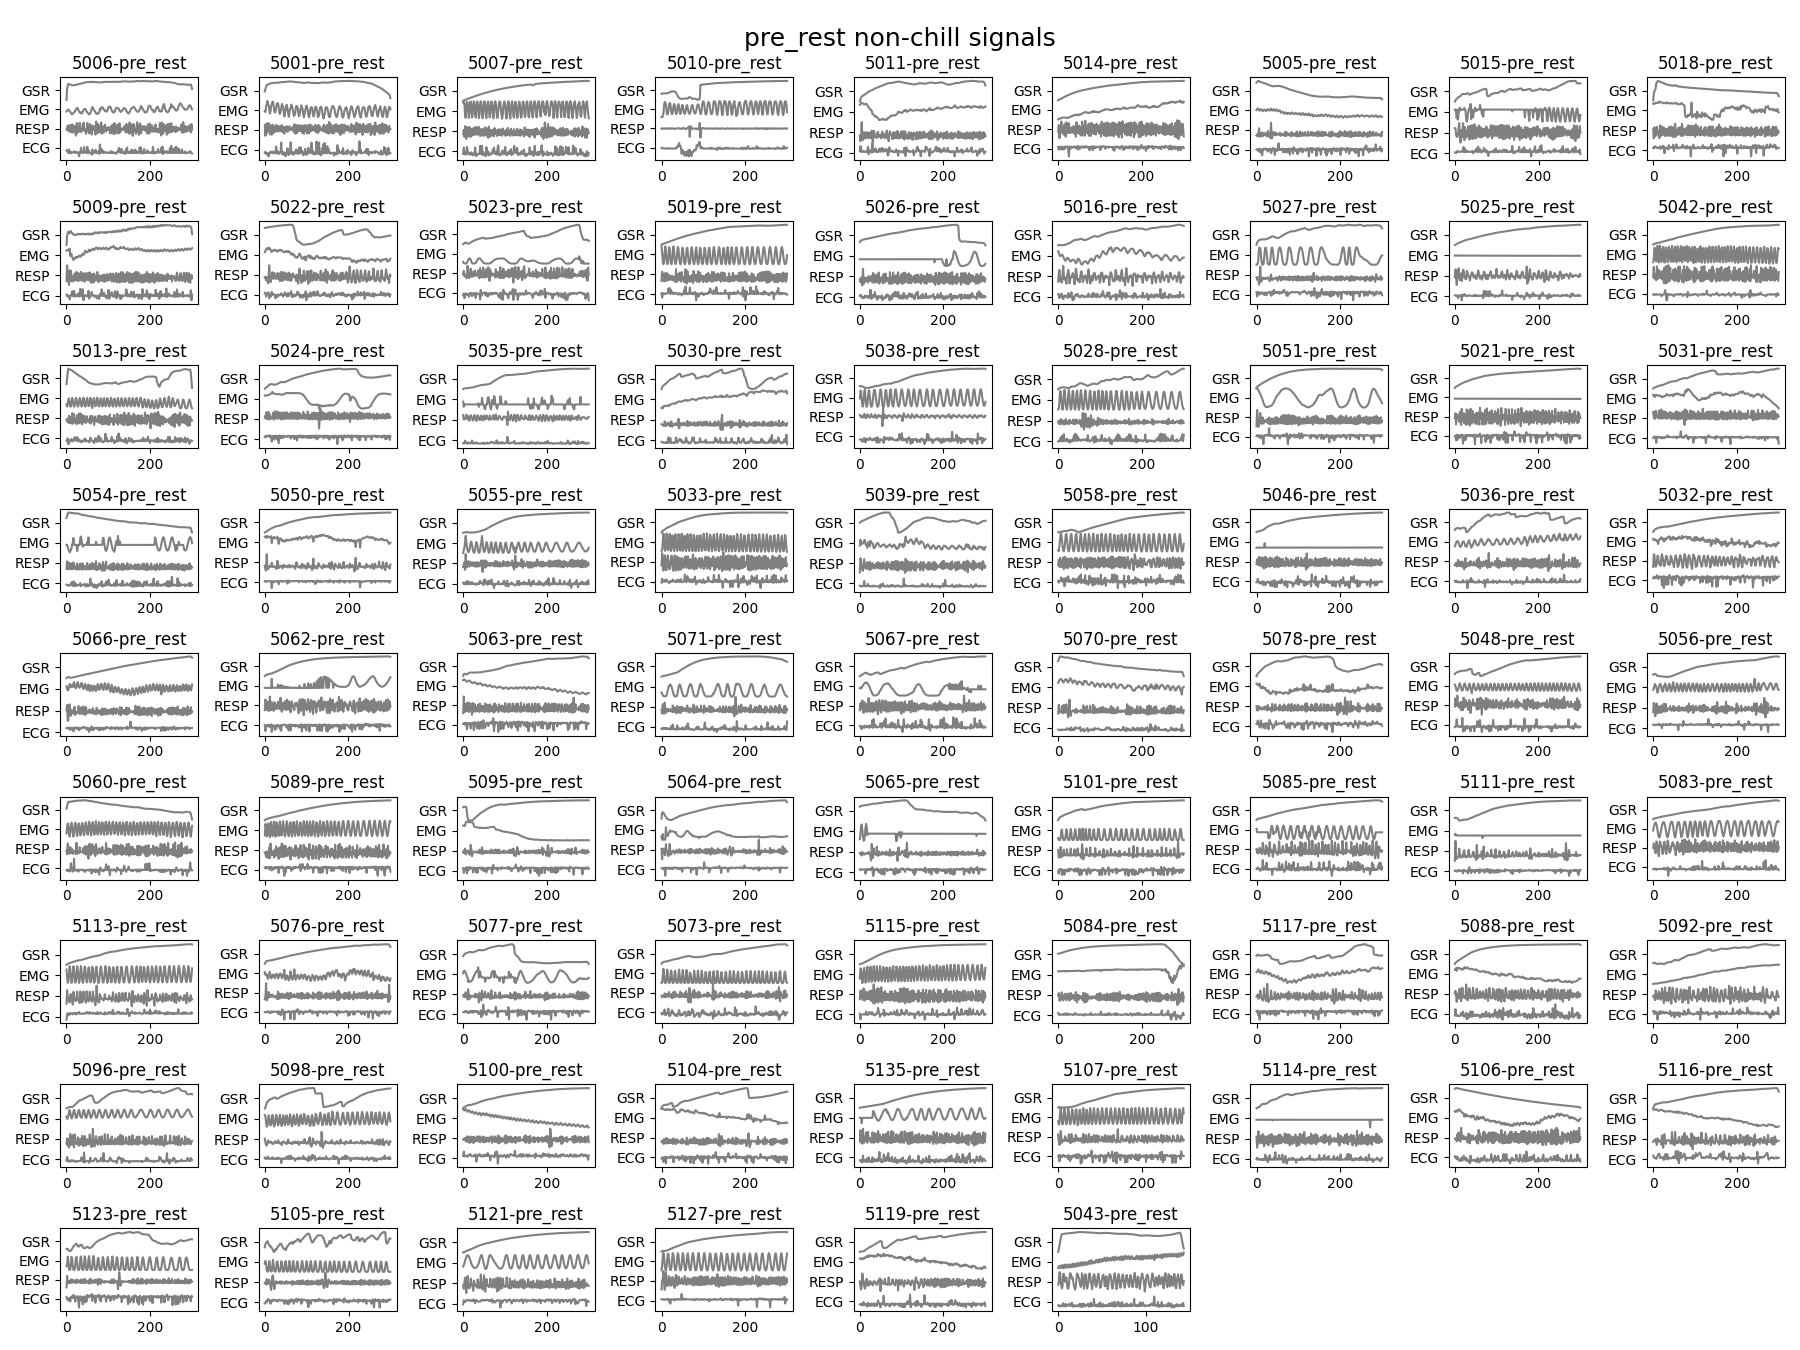 pre_rest non-chill signals
5006-pre_rest 5001-pre_rest 5007-pre_rest 5010-pre_rest 5011-pre_rest 5014-pre_rest 5005-pre_rest 5015-pre_rest 5018-pre_rest
GSR GSR GSR GSR GSR GSR GSR GSR GSR
EMG EMG EMG EMG EMG EMG EMG EMG EMG
RESP RESP RESP RESP RESP RESP RESP RESP RESP
ECG ECG ECG ECG ECG ECG ECG ECG ECG
0 200 0 200 0 200 0 200 0 200 0 200 0 200 0 200 0 200
5009-pre_rest 5022-pre_rest 5023-pre_rest 5019-pre_rest 5026-pre_rest 5016-pre_rest 5027-pre_rest 5025-pre_rest 5042-pre_rest
GSR GSR GSR GSR GSR GSR GSR GSR GSR
EMG EMG EMG EMG EMG EMG EMG EMG EMG
RESP RESP RESP RESP RESP RESP RESP RESP RESP
ECG ECG ECG ECG ECG ECG ECG ECG ECG
0 200 0 200 0 200 0 200 0 200 0 200 0 200 0 200 0 200
5013-pre_rest 5024-pre_rest 5035-pre_rest 5030-pre_rest 5038-pre_rest 5028-pre_rest 5051-pre_rest 5021-pre_rest 5031-pre_rest
GSR GSR GSR GSR GSR GSR GSR GSR GSR
EMG EMG EMG EMG EMG EMG EMG EMG EMG
RESP RESP RESP RESP RESP RESP RESP RESP RESP
ECG ECG ECG ECG ECG ECG ECG ECG ECG
0 200 0 200 0 200 0 200 0 200 0 200 0 200 0 200 0 200
5054-pre_rest 5050-pre_rest 5055-pre_rest 5033-pre_rest 5039-pre_rest 5058-pre_rest 5046-pre_rest 5036-pre_rest 5032-pre_rest
GSR GSR GSR GSR GSR GSR GSR GSR GSR
EMG EMG EMG EMG EMG EMG EMG EMG EMG
RESP RESP RESP RESP RESP RESP RESP RESP RESP
ECG ECG ECG ECG ECG ECG ECG ECG ECG
0 200 0 200 0 200 0 200 0 200 0 200 0 200 0 200 0 200
5066-pre_rest 5062-pre_rest 5063-pre_rest 5071-pre_rest 5067-pre_rest 5070-pre_rest 5078-pre_rest 5048-pre_rest 5056-pre_rest
GSR GSR GSR GSR GSR GSR GSR GSR GSR
EMG EMG EMG EMG EMG EMG EMG EMG EMG
RESP RESP RESP RESP RESP RESP RESP RESP RESP
ECG ECG ECG ECG ECG ECG ECG ECG ECG
0 200 0 200 0 200 0 200 0 200 0 200 0 200 0 200 0 200
5060-pre_rest 5089-pre_rest 5095-pre_rest 5064-pre_rest 5065-pre_rest 5101-pre_rest 5085-pre_rest 5111-pre_rest 5083-pre_rest
GSR GSR GSR GSR GSR GSR GSR GSR GSR
EMG EMG EMG EMG EMG EMG EMG EMG EMG
RESP RESP RESP RESP RESP RESP RESP RESP RESP
ECG ECG ECG ECG ECG ECG ECG ECG ECG
0 200 0 200 0 200 0 200 0 200 0 200 0 200 0 200 0 200
5113-pre_rest 5076-pre_rest 5077-pre_rest 5073-pre_rest 5115-pre_rest 5084-pre_rest 5117-pre_rest 5088-pre_rest 5092-pre_rest
GSR GSR GSR GSR GSR GSR GSR GSR GSR
EMG EMG EMG EMG EMG EMG EMG EMG EMG
RESP RESP RESP RESP RESP RESP RESP RESP RESP
ECG ECG ECG ECG ECG ECG ECG ECG ECG
0 200 0 200 0 200 0 200 0 200 0 200 0 200 0 200 0 200
5096-pre_rest 5098-pre_rest 5100-pre_rest 5104-pre_rest 5135-pre_rest 5107-pre_rest 5114-pre_rest 5106-pre_rest 5116-pre_rest
GSR GSR GSR GSR GSR GSR GSR GSR GSR
EMG EMG EMG EMG EMG EMG EMG EMG EMG
RESP RESP RESP RESP RESP RESP RESP RESP RESP
ECG ECG ECG ECG ECG ECG ECG ECG ECG
0 200 0 200 0 200 0 200 0 200 0 200 0 200 0 200 0 200
5123-pre_rest 5105-pre_rest 5121-pre_rest 5127-pre_rest 5119-pre_rest 5043-pre_rest
GSR GSR GSR GSR GSR GSR
EMG EMG EMG EMG EMG EMG
RESP RESP RESP RESP RESP RESP
ECG ECG ECG ECG ECG ECG
0 200 0 200 0 200 0 200 0 200 0 100